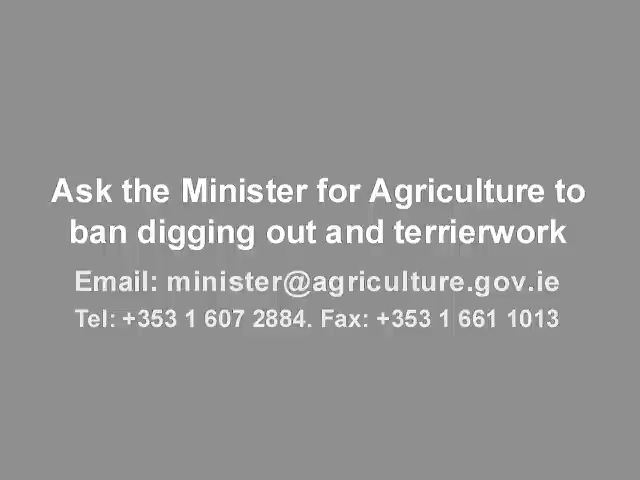 Ask the Minister for Agriculture to
ban digging out and terrierwork
Email: minister@agriculture.gov.ie
Tel: +353 1 607 2884. Fax: +353 1 661 1013